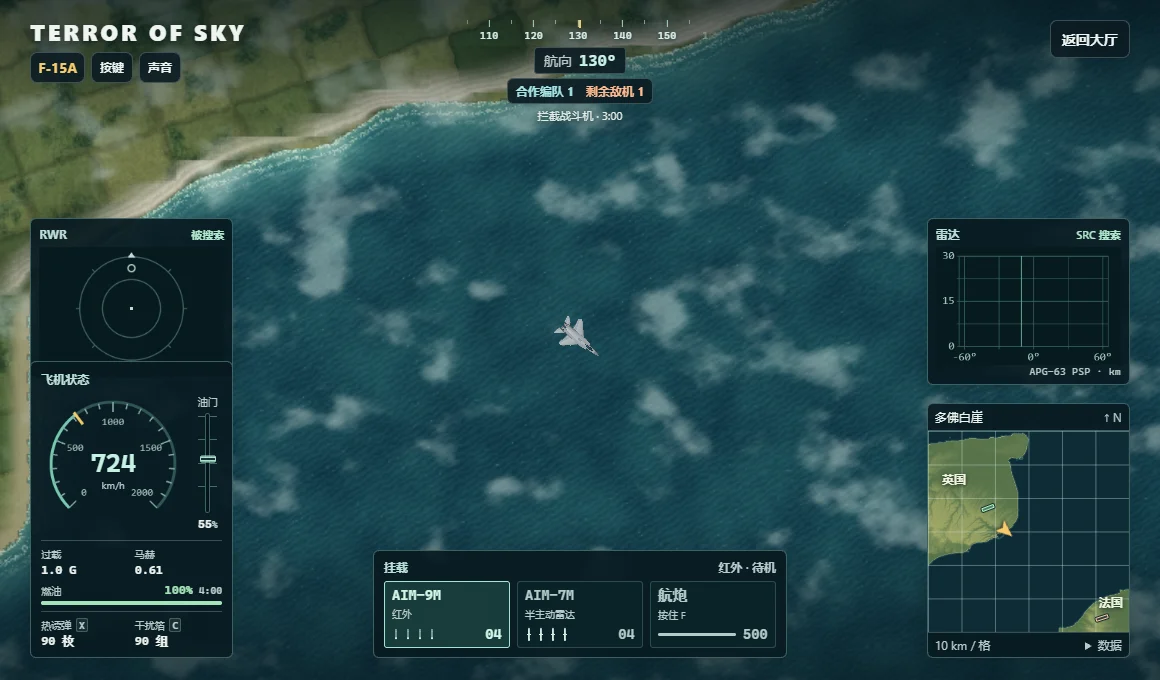 TERROR OF SKY
F-15A 按键 声音
110 120 130 140 150
航向 130°
合作编队 1 剩余敌机 1
拦截战斗机 · 3:00
返回大厅
RWR 被搜索
飞机状态
油门
1000
500 1500
724
km/h
0 2000
55%
过载 马赫
1.0 G 0.61
燃油 100% 4:00
热诱弹 X 干扰箔 C
90 枚 90 组
挂载 红外 · 待机
AIM-9M
红外
04
AIM-7M
半主动雷达
04
航炮
按住 F
500
雷达 SRC 搜索
30
15
0
-60° 0° 60°
APG-63 PSP · km
多佛白崖 ↑ N
英国
法国
10 km / 格 ▶ 数据